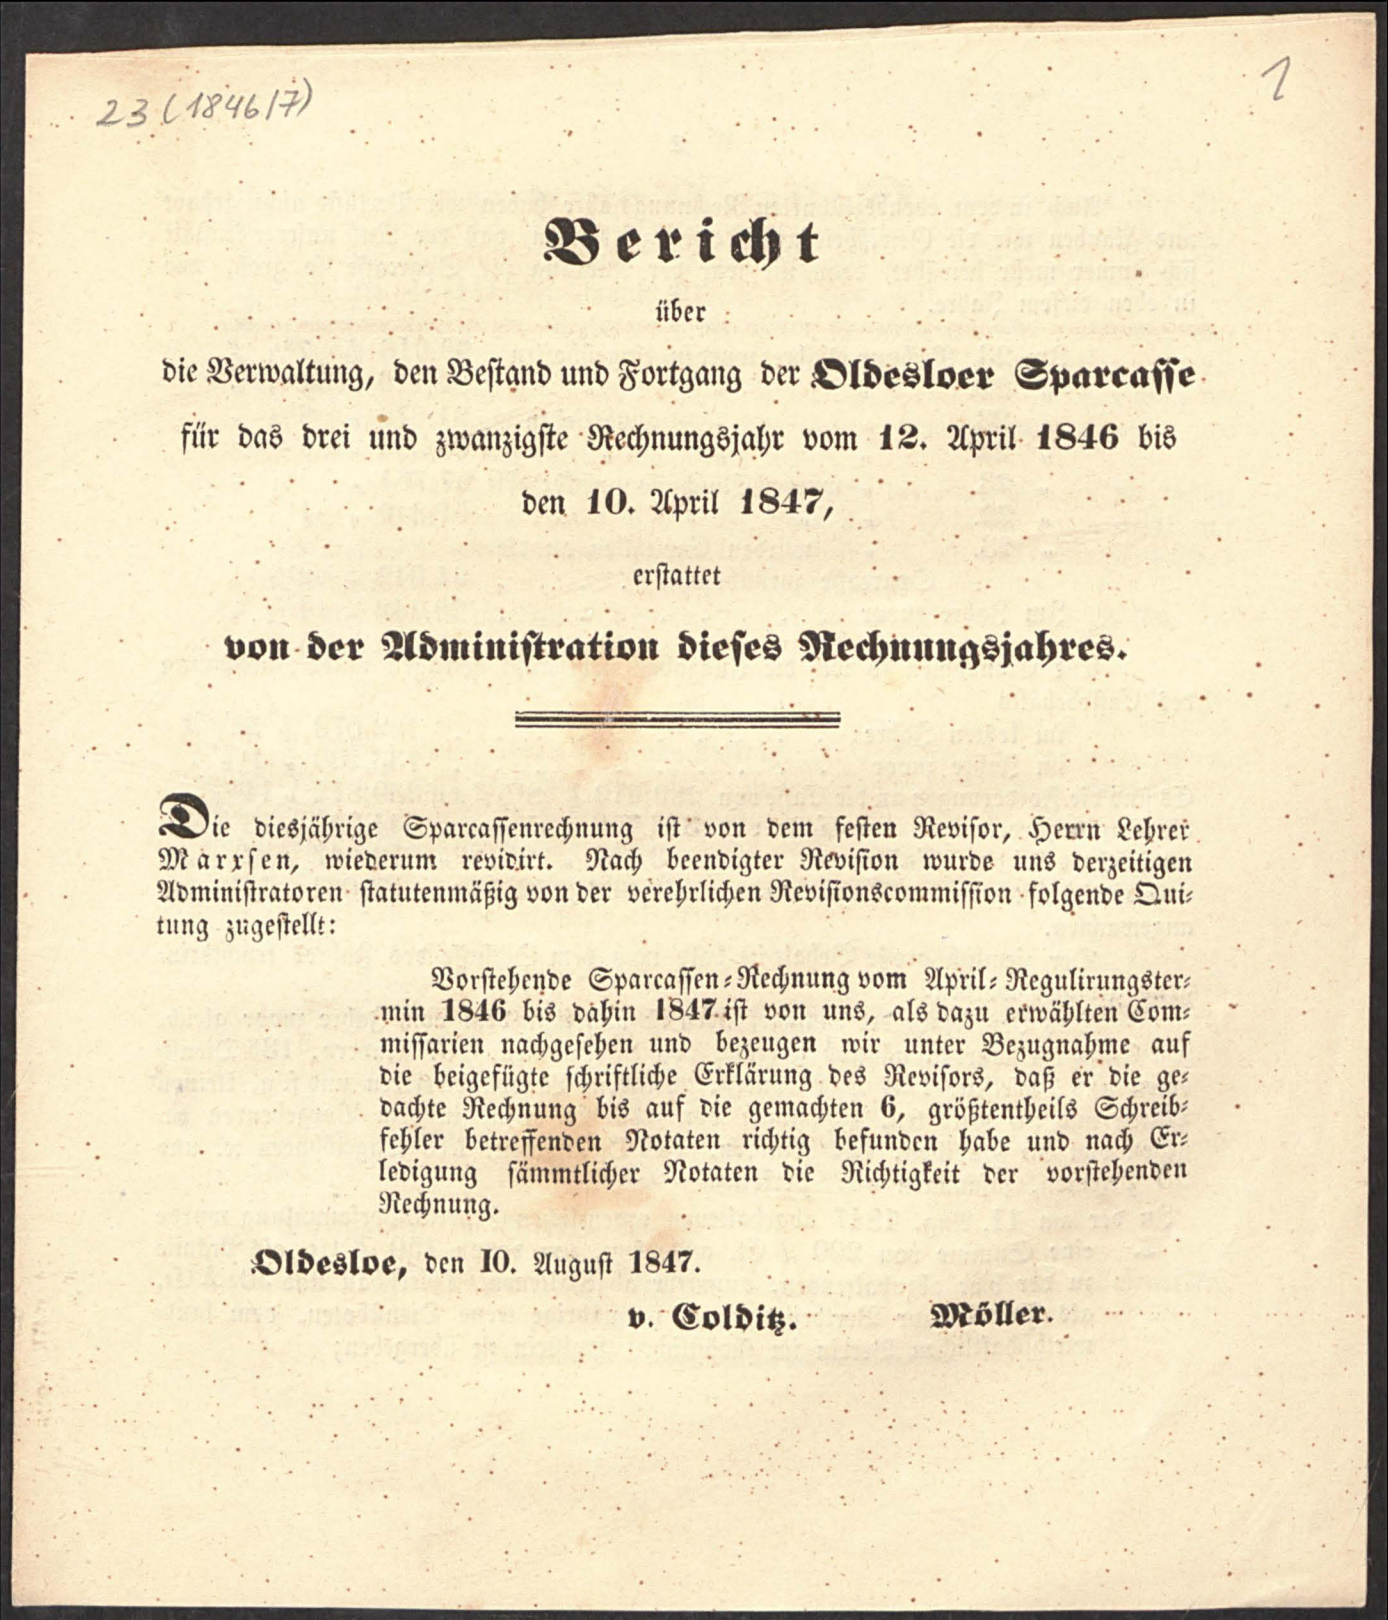 23 (1846/7)
1
Bericht
über
die Verwaltung, den Bestand und Fortgang der Oldesloer Sparcasse
für das drei und zwanzigste Rechnungsjahr vom 12. April 1846 bis
den 10. April 1847,
erstattet
von der Administration dieses Rechnungsjahres.
Die diesjährige Sparcassenrechnung ist von dem festen Revisor, Herrn Lehrer
Marxsen, wiederum revidirt. Nach beendigter Revision wurde uns derzeitigen
Administratoren statutenmäßig von der verehrlichen Revisionscommission folgende Qui-
tung zugestellt:
Vorstehende Sparcassen-Rechnung vom April-Regulirungster-
min 1846 bis dahin 1847 ist von uns, als dazu erwählten Com-
missarien nachgesehen und bezeugen wir unter Bezugnahme auf
die beigefügte schriftliche Erklärung des Revisors, daß er die ge-
dachte Rechnung bis auf die gemachten 6, größtentheils Schreib-
fehler betreffenden Notaten richtig befunden habe und nach Er-
ledigung sämmtlicher Notaten die Richtigkeit der vorstehenden
Rechnung.
Oldesloe, den 10. August 1847.
v. Colditz. Möller.